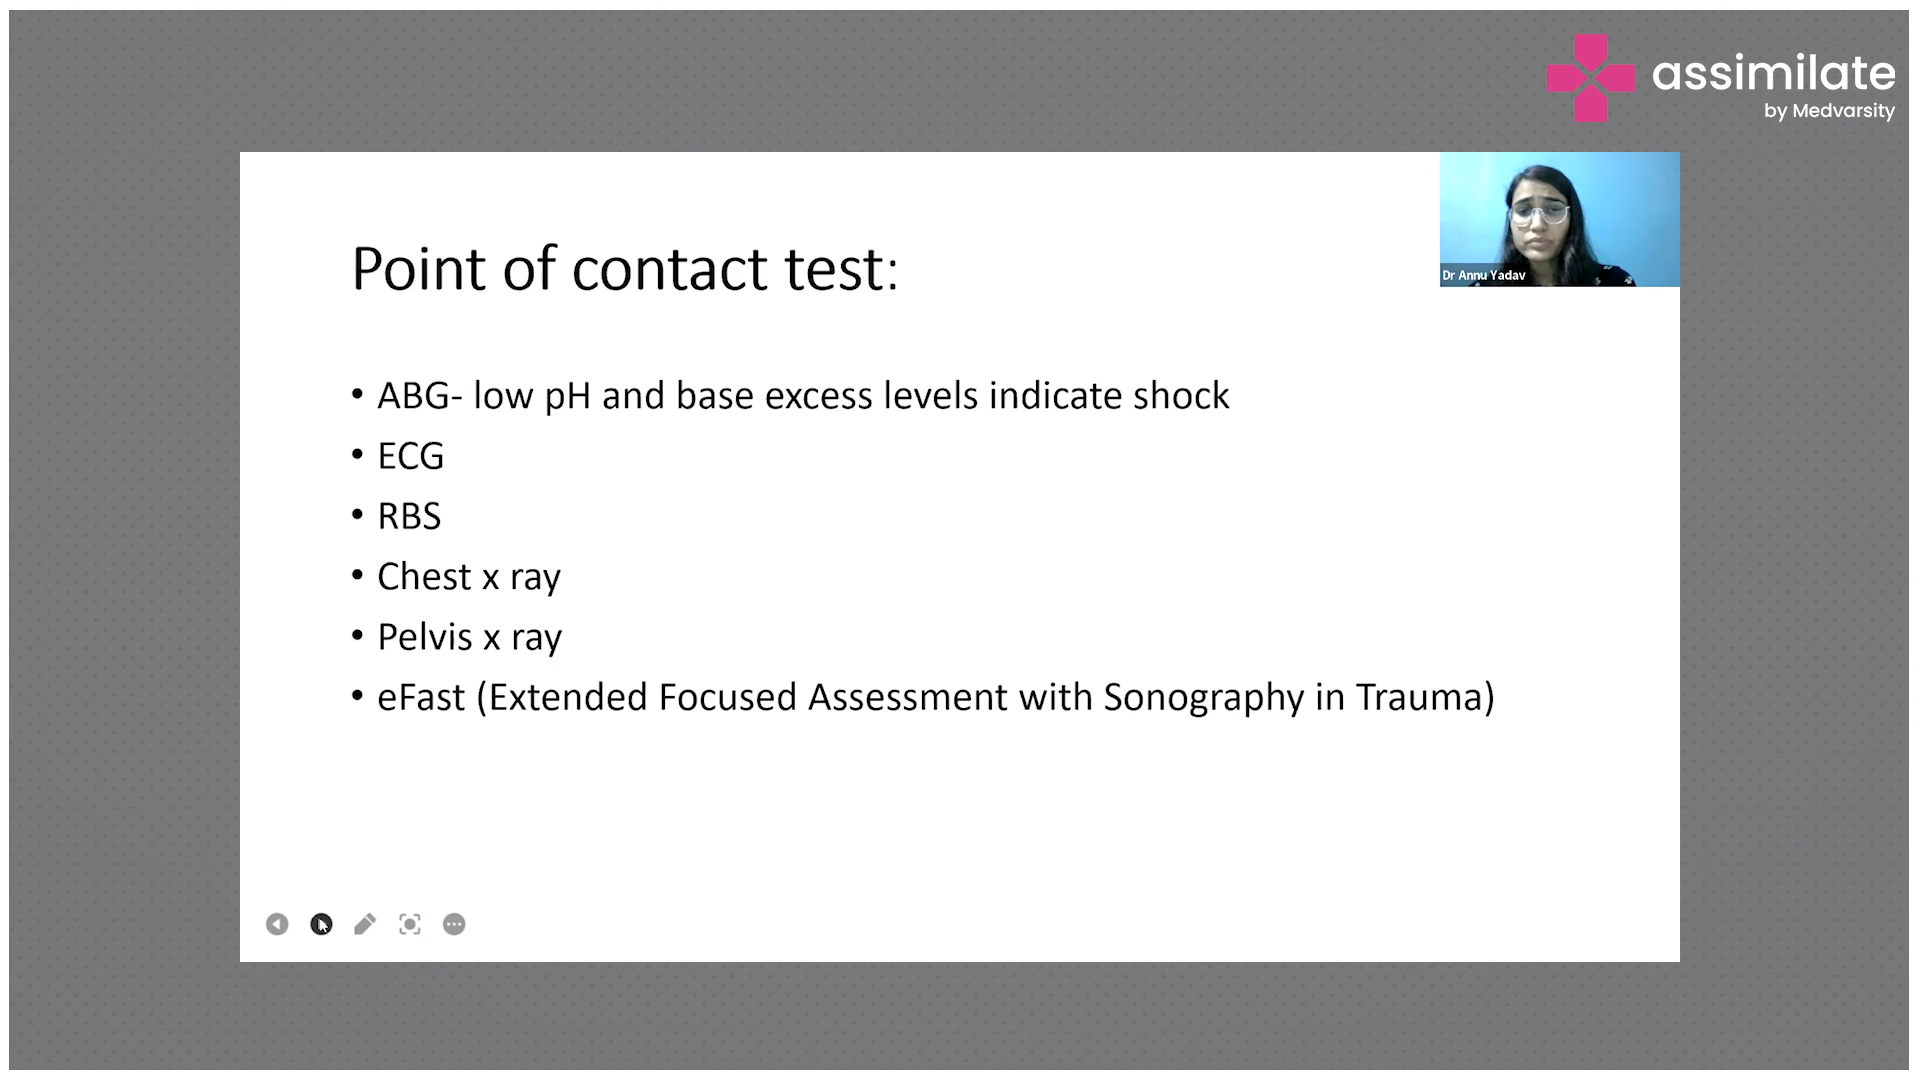 assimilate
by Medvarsity
Dr Annu Yadav
Point of contact test:
• ABG- low pH and base excess levels indicate shock
• ECG
• RBS
• Chest x ray
• Pelvis x ray
• eFast (Extended Focused Assessment with Sonography in Trauma)